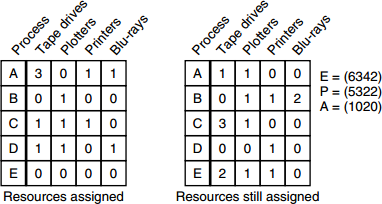 Process Tape drives Plotters Printers Blu-rays
A 3 0 1 1
B 0 1 0 0
C 1 1 1 0
D 1 1 0 1
E 0 0 0 0
Resources assigned
Process Tape drives Plotters Printers Blu-rays
A 1 1 0 0
B 0 1 1 2
C 3 1 0 0
D 0 0 1 0
E 2 1 1 0
Resources still assigned
E = (6342)
P = (5322)
A = (1020)